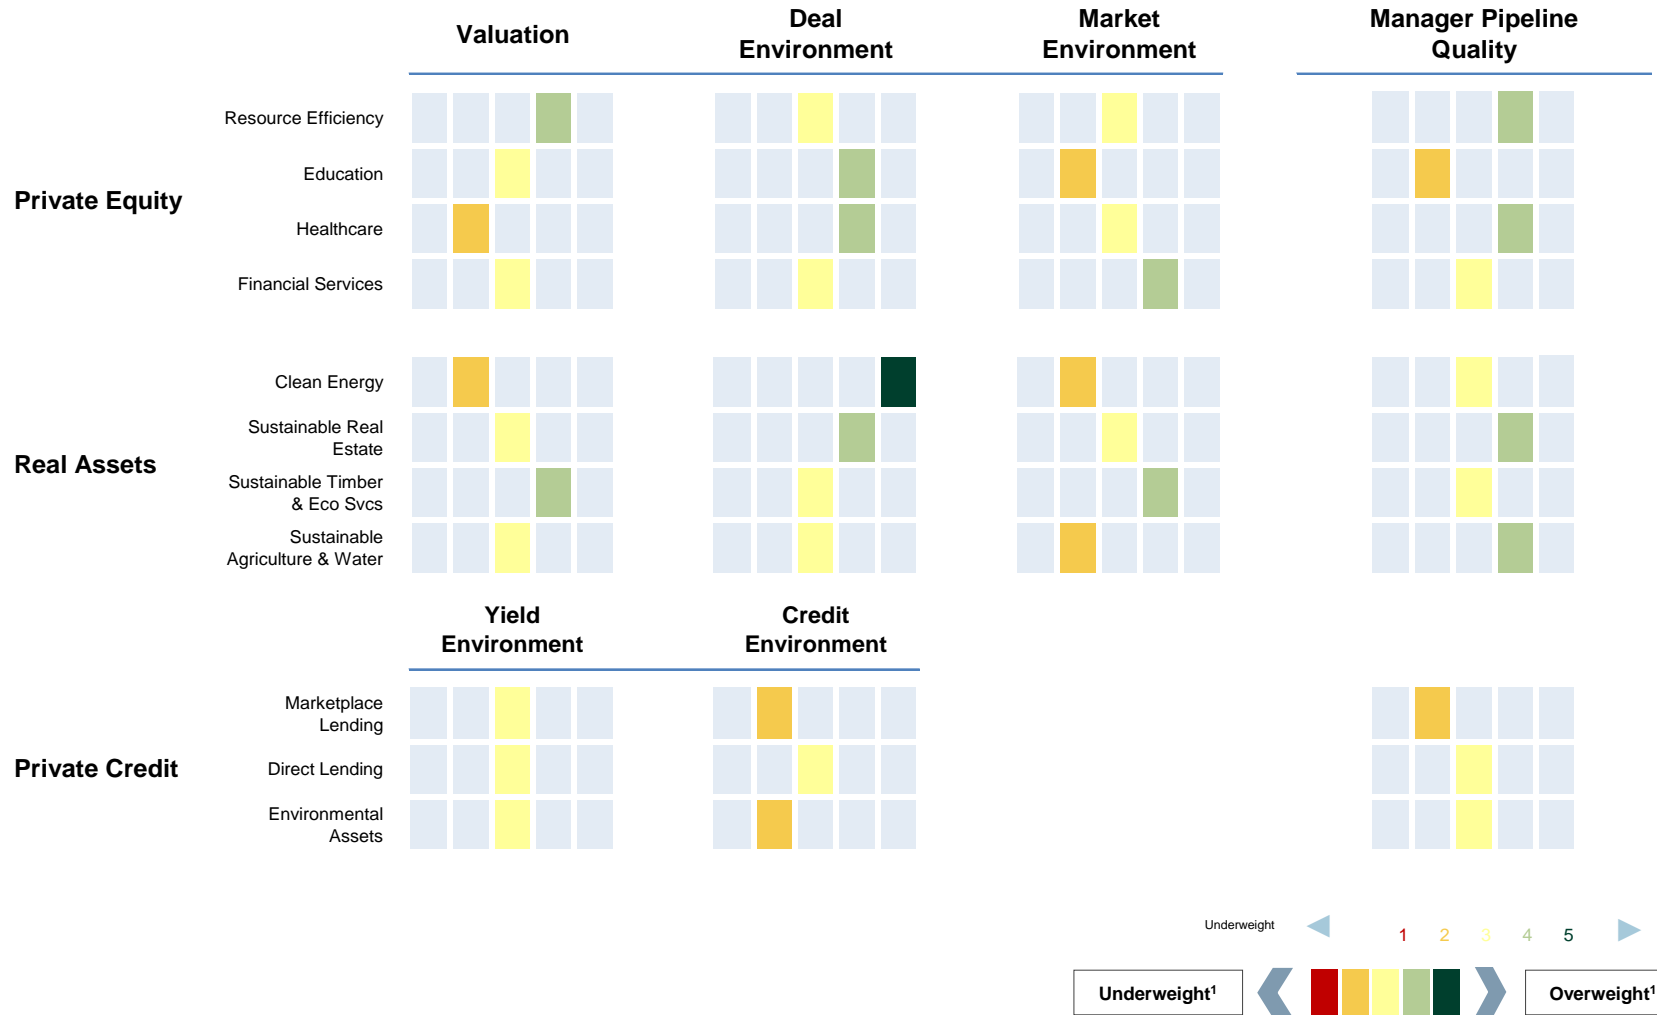 Valuation
Deal
Environment
Market
Environment
Manager Pipeline
Quality
Private Equity
Resource Efficiency
Education
Healthcare
Financial Services
Real Assets
Clean Energy
Sustainable Real
Estate
Sustainable Timber
& Eco Svcs
Sustainable
Agriculture & Water
Yield
Environment
Credit
Environment
Private Credit
Marketplace
Lending
Direct Lending
Environmental
Assets
Underweight 1 2 3 4 5
Underweight¹ Overweight¹